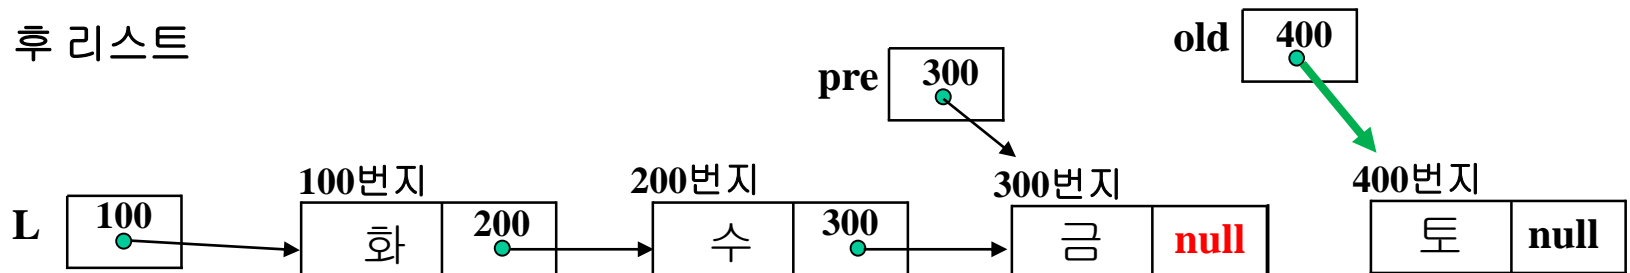 후 리스트
old 400
pre 300
100번지 200번지 300번지 400번지
L 100 화 200 수 300 금 null 토 null